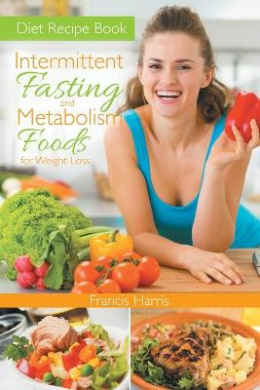 Diet Recipe Book
Intermittent
Fasting
and
Metabolism
Foods
for Weight Loss
Francis Harris